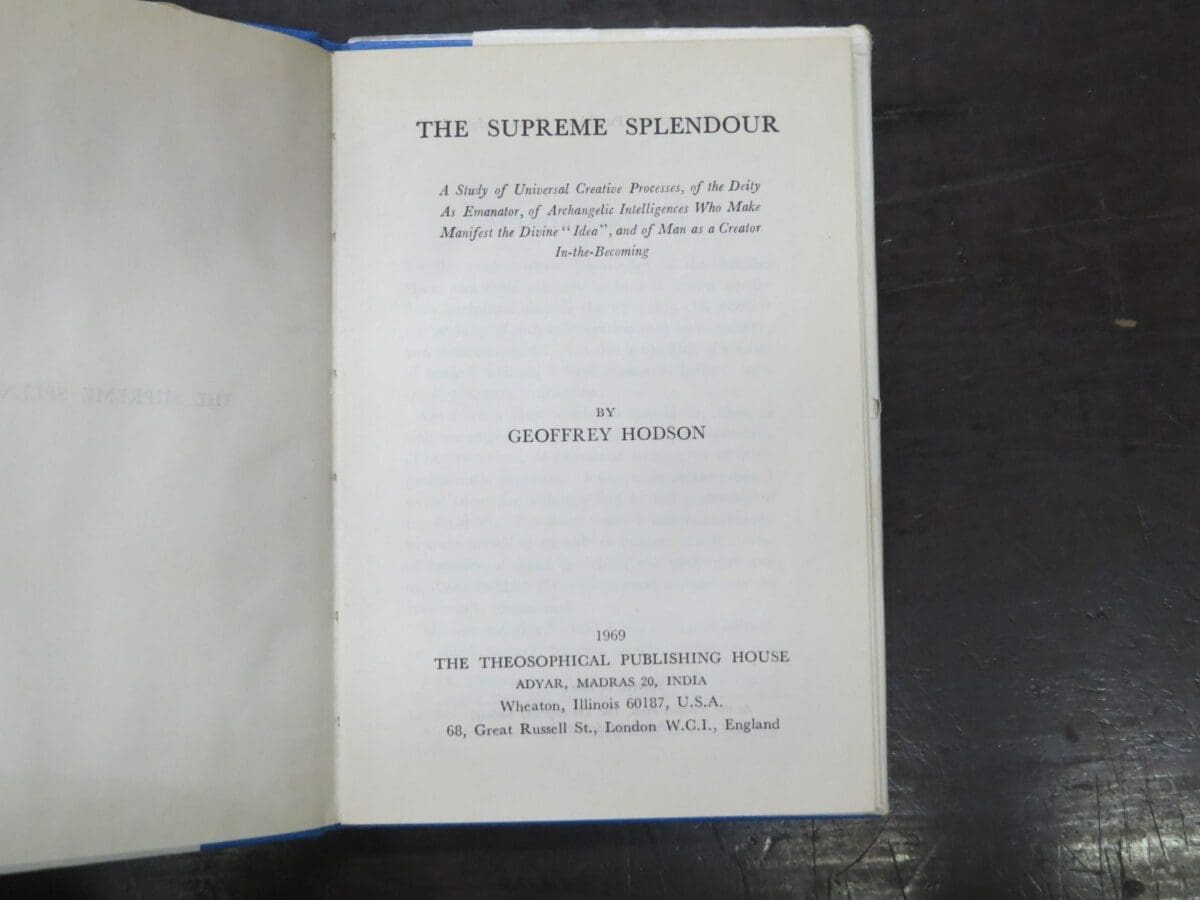 THE SUPREME SPLENDOUR
A Study of Universal Creative Processes, of the Deity
As Emanator, of Archangelic Intelligences Who Make
Manifest the Divine “Idea”, and of Man as a Creator
In-the-Becoming
BY
GEOFFREY HODSON
1969
THE THEOSOPHICAL PUBLISHING HOUSE
ADYAR, MADRAS 20, INDIA
Wheaton, Illinois 60187, U.S.A.
68, Great Russell St., London W.C.I., England